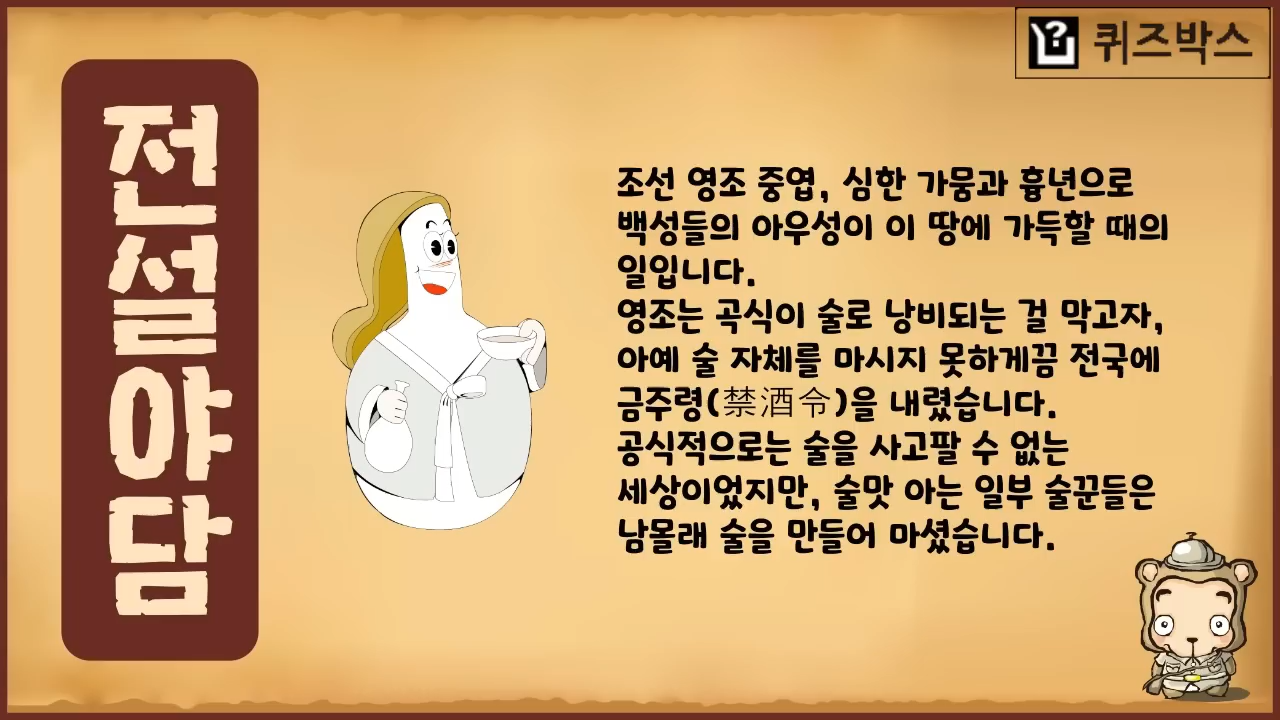 퀴즈박스
전설야담
조선 영조 중엽, 심한 가뭄과 흉년으로
백성들의 아우성이 이 땅에 가득할 때의
일입니다.
영조는 곡식이 술로 낭비되는 걸 막고자,
아예 술 자체를 마시지 못하게끔 전국에
금주령(禁酒令)을 내렸습니다.
공식적으로는 술을 사고팔 수 없는
세상이었지만, 술맛 아는 일부 술꾼들은
남몰래 술을 만들어 마셨습니다.